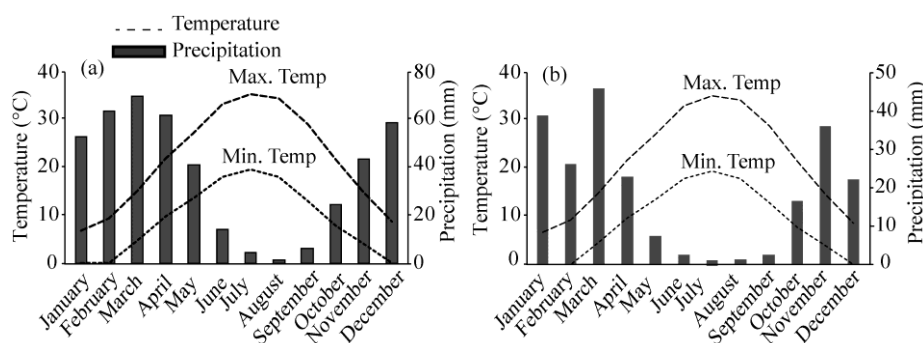 Temperature
Precipitation
(a)
Temperature (°C)
40
30
20
10
0
Max. Temp
Min. Temp
80
60
40
20
0
Precipitation (mm)
January
February
March
April
May
June
July
August
September
October
November
December
(b)
Temperature (°C)
40
30
20
10
0
Max. Temp
Min. Temp
50
40
30
20
10
0
Precipitation (mm)
January
February
March
April
May
June
July
August
September
October
November
December